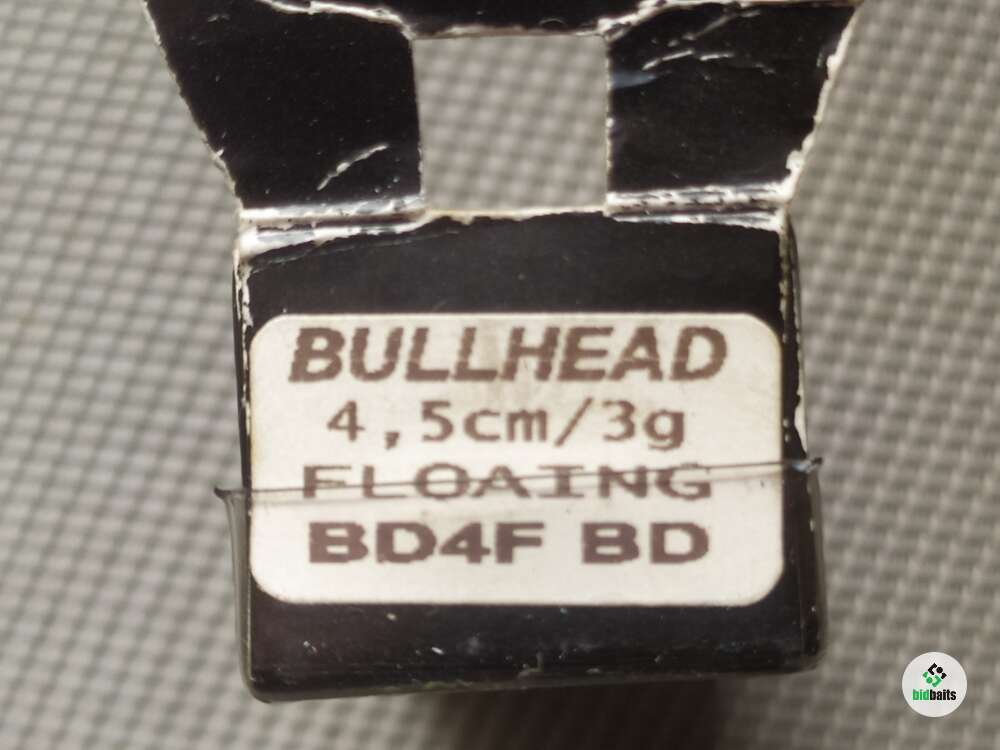 BULLHEAD
4,5cm/3g
FLOAING
BD4F BD
bidbaits